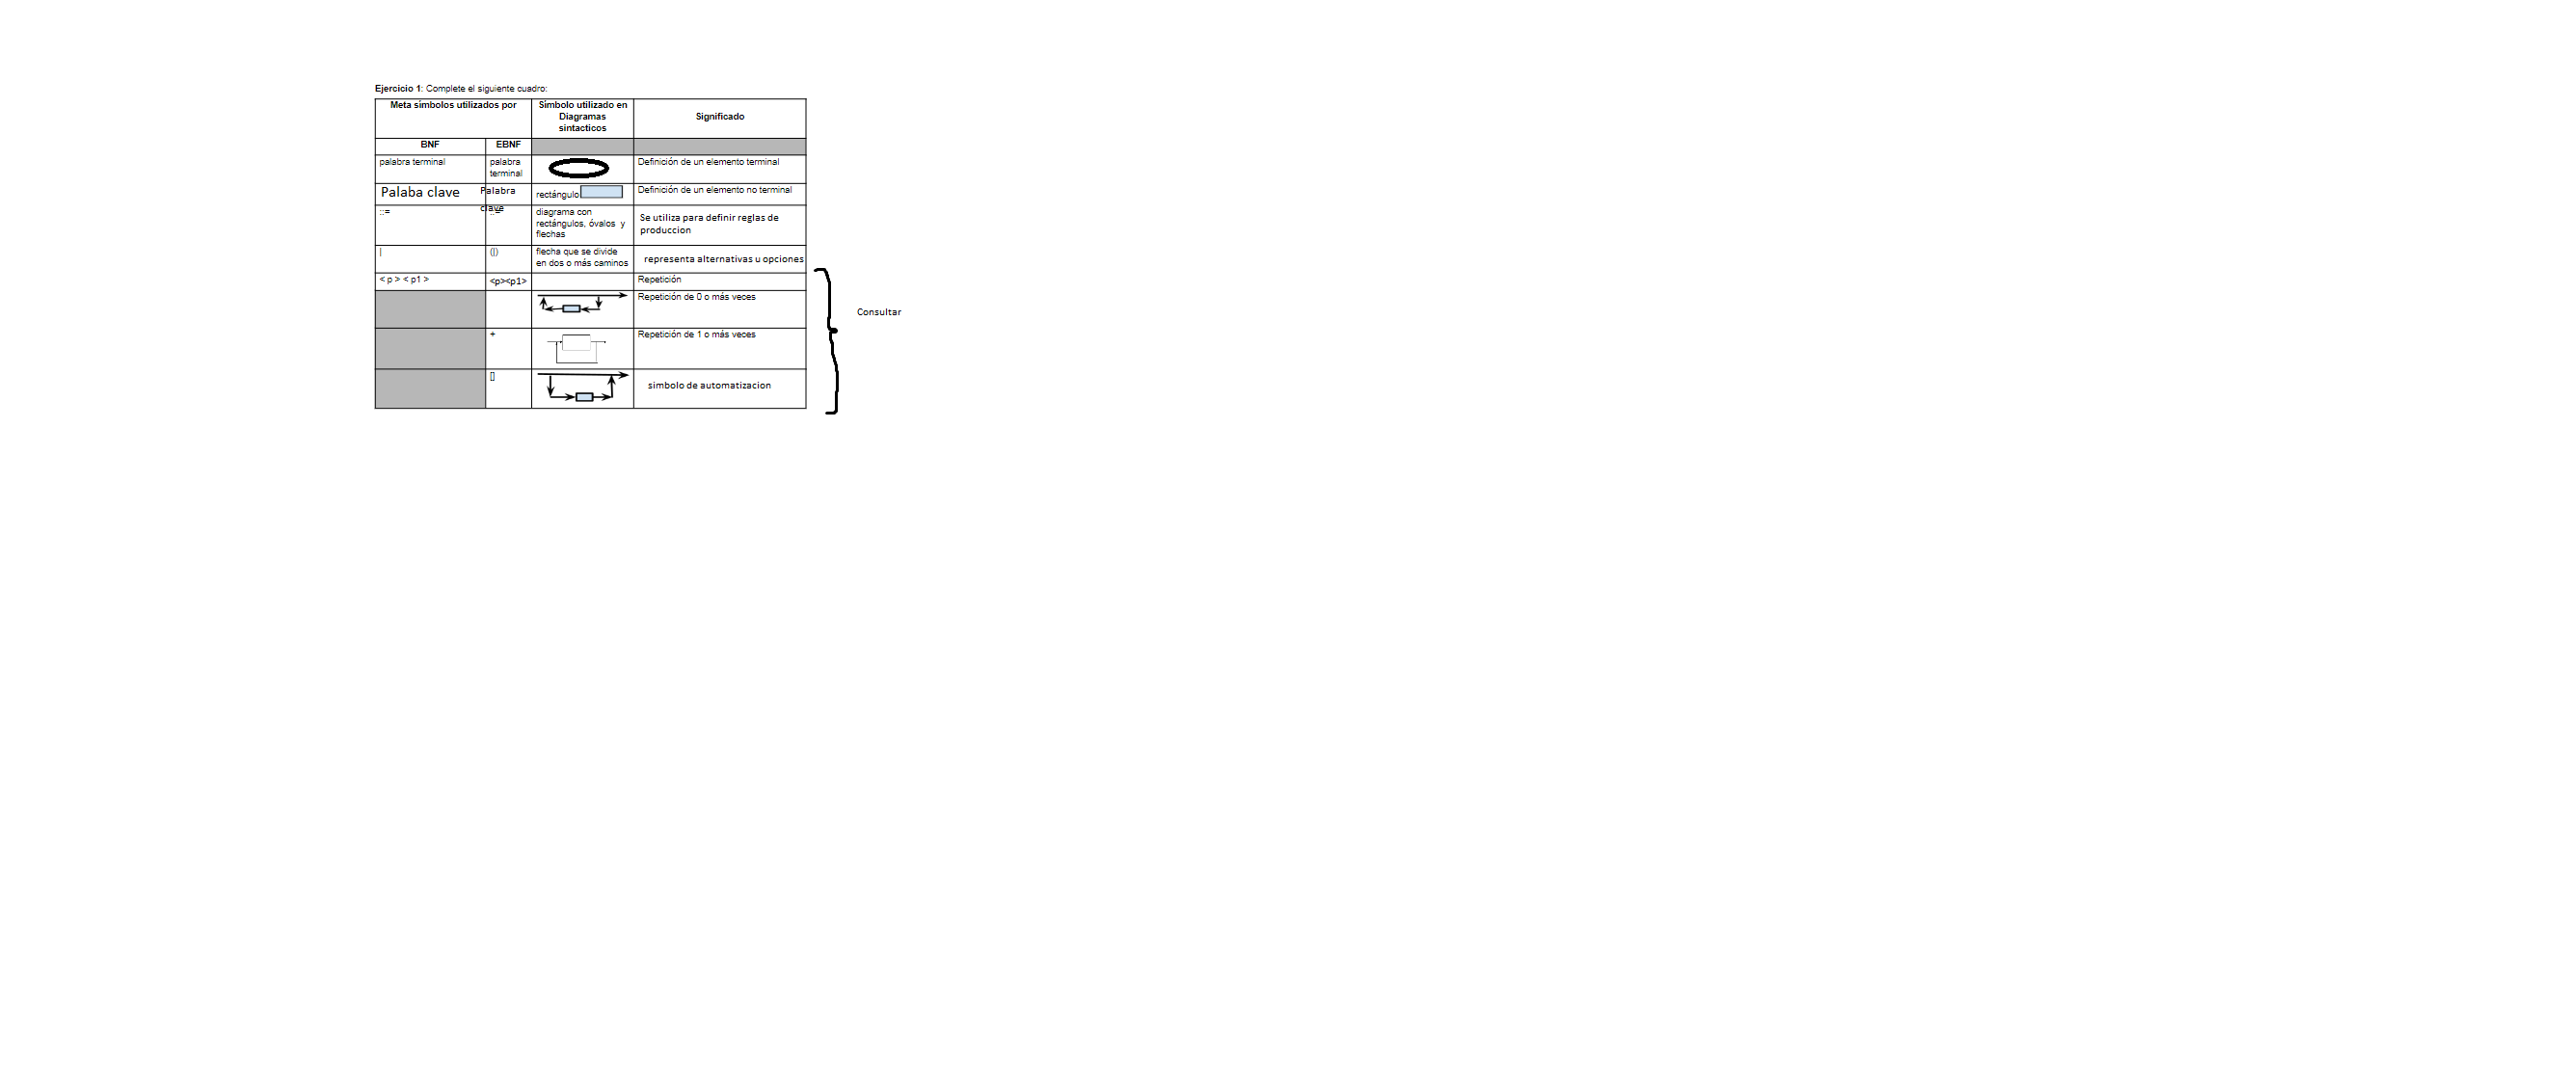 Ejercicio 1: Complete el siguiente cuadro:
Meta símbolos utilizados por
Símbolo utilizado en
Diagramas
sintacticos
Significado
BNF
EBNF
palabra terminal
palabra
terminal
Definición de un elemento terminal
Palaba clave
Palabra
clave
rectángulo
Definición de un elemento no terminal
::=
::=
diagrama con
rectángulos, óvalos y
flechas
Se utiliza para definir reglas de
produccion
|
(|)
flecha que se divide
en dos o más caminos
representa alternativas u opciones
< p > < p1 >
<p><p1>
Repetición
Repetición de 0 o más veces
Consultar
+
Repetición de 1 o más veces
[]
simbolo de automatizacion